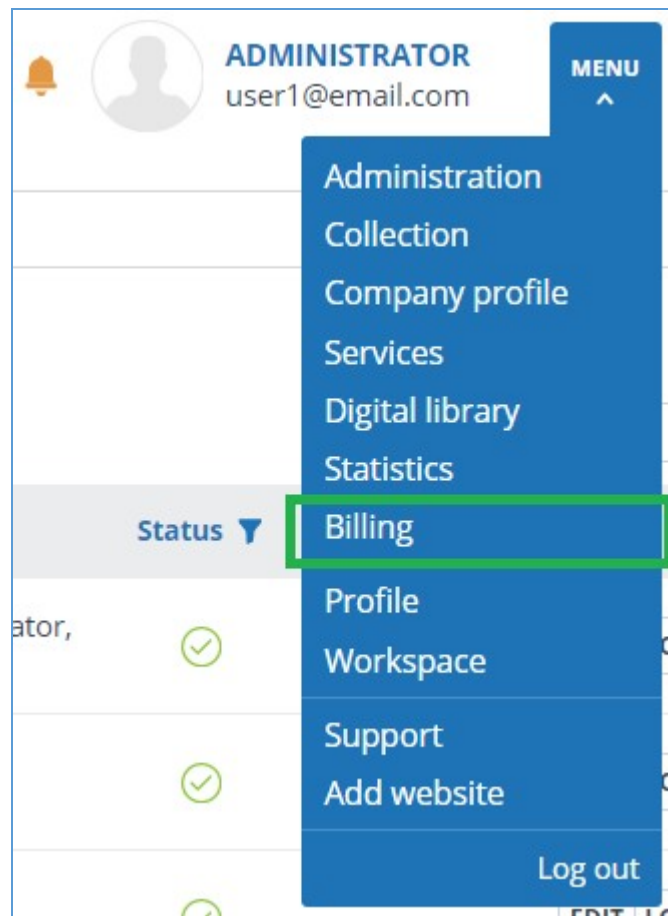 ADMINISTRATOR
user1@email.com
MENU
Administration
Collection
Company profile
Services
Digital library
Statistics
Status
Billing
Profile
ator,
Workspace
Support
Add website
Log out